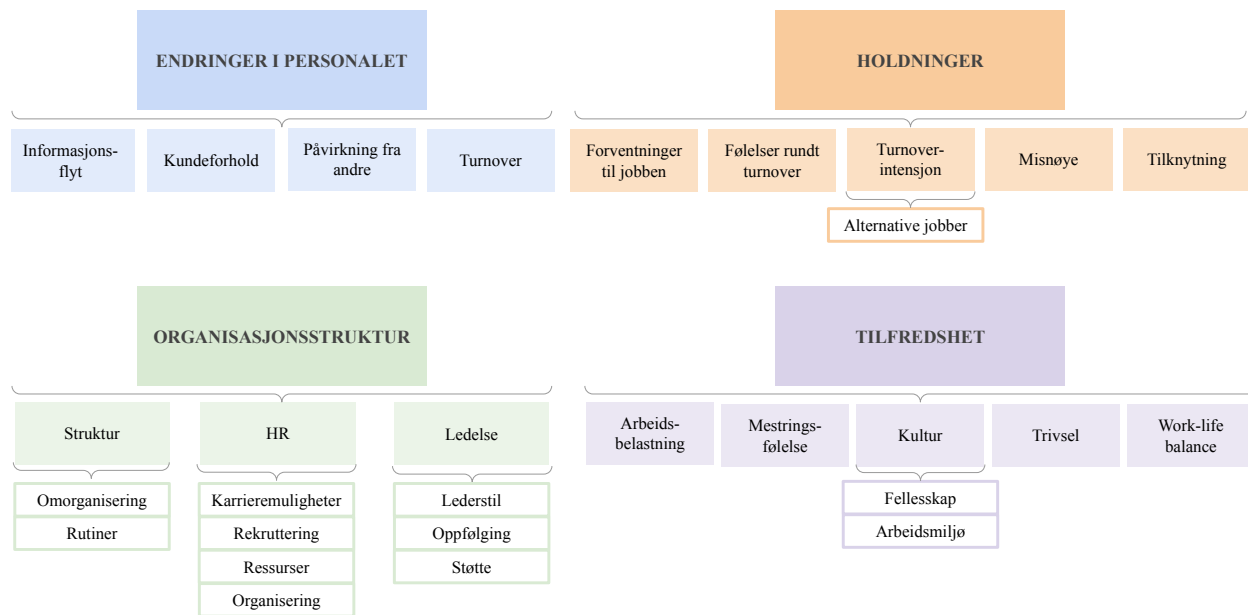 ENDRINGER I PERSONALET
Informasjons-
flyt
Kundeforhold
Påvirkning fra
andre
Turnover
HOLDNINGER
Forventninger
til jobben
Følelser rundt
turnover
Turnover-
intensjon
Misnøye
Tilknytning
Alternative jobber
ORGANISASJONSSTRUKTUR
Struktur
HR
Ledelse
Omorganisering
Rutiner
Karrieremuligheter
Rekruttering
Ressurser
Organisering
Lederstil
Oppfølging
Støtte
TILFREDSHET
Arbeids-
belastning
Mestrings-
følelse
Kultur
Trivsel
Work-life
balance
Fellesskap
Arbeidsmiljø